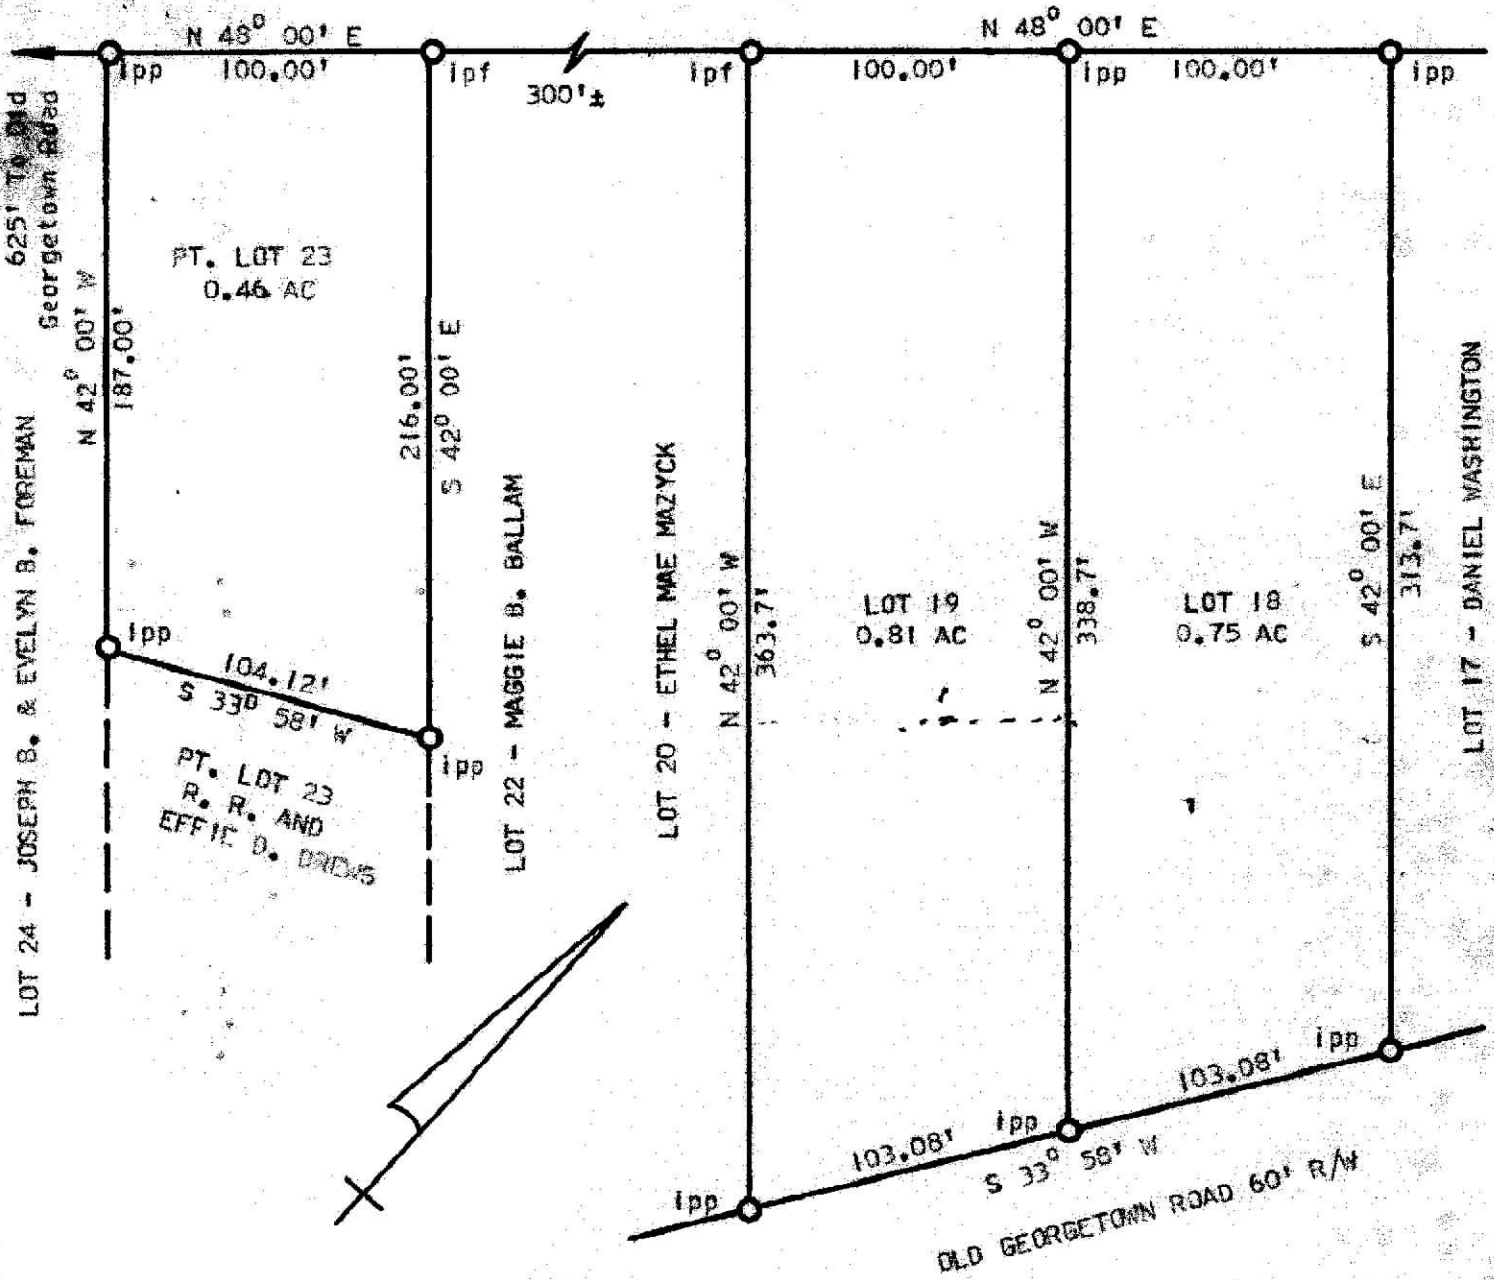 N 48° 00' E
N 48° 00' E
ipp
100.00'
ipf
300'±
ipf
100.00'
ipp
100.00'
ipp
625' To Old
Georgetown Road
N 42° 00' W
187.00'
PT. LOT 23
0.46 AC
216.00'
S 42° 00' E
LOT 24 - JOSEPH B. & EVELYN B. FOREMAN
LOT 22 - MAGGIE B. BALLAM
LOT 20 - ETHEL MAE MAZYCK
N 42° 00' W
363.7'
LOT 19
0.81 AC
N 42° 00' W
338.7'
LOT 18
0.75 AC
S 42° 00' E
313.7'
LOT 17 - DANIEL WASHINGTON
ipp
104.12'
S 33° 58' W
ipp
PT. LOT 23
R. R. AND
EFFIE D. DREWS
ipp
103.08'
ipp
103.08'
ipp
S 33° 58' W
OLD GEORGETOWN ROAD 60' R/W